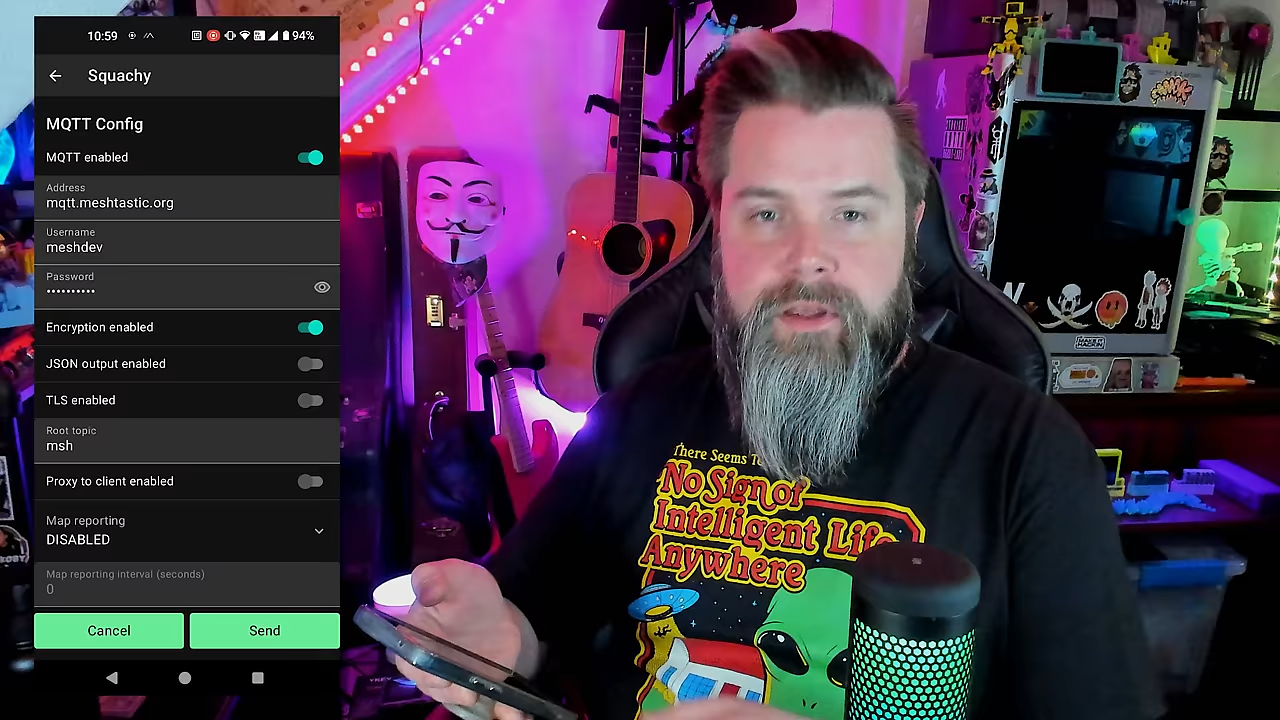 10:59
94%
Squachy
MQTT Config
MQTT enabled
Address
mqtt.meshtastic.org
Username
meshdev
Password
••••••••••
Encryption enabled
JSON output enabled
TLS enabled
Root topic
msh
Proxy to client enabled
Map reporting
DISABLED
Map reporting interval (seconds)
0
Cancel
Send
There Seems
No Sign of
Intelligent Life
Anywhere